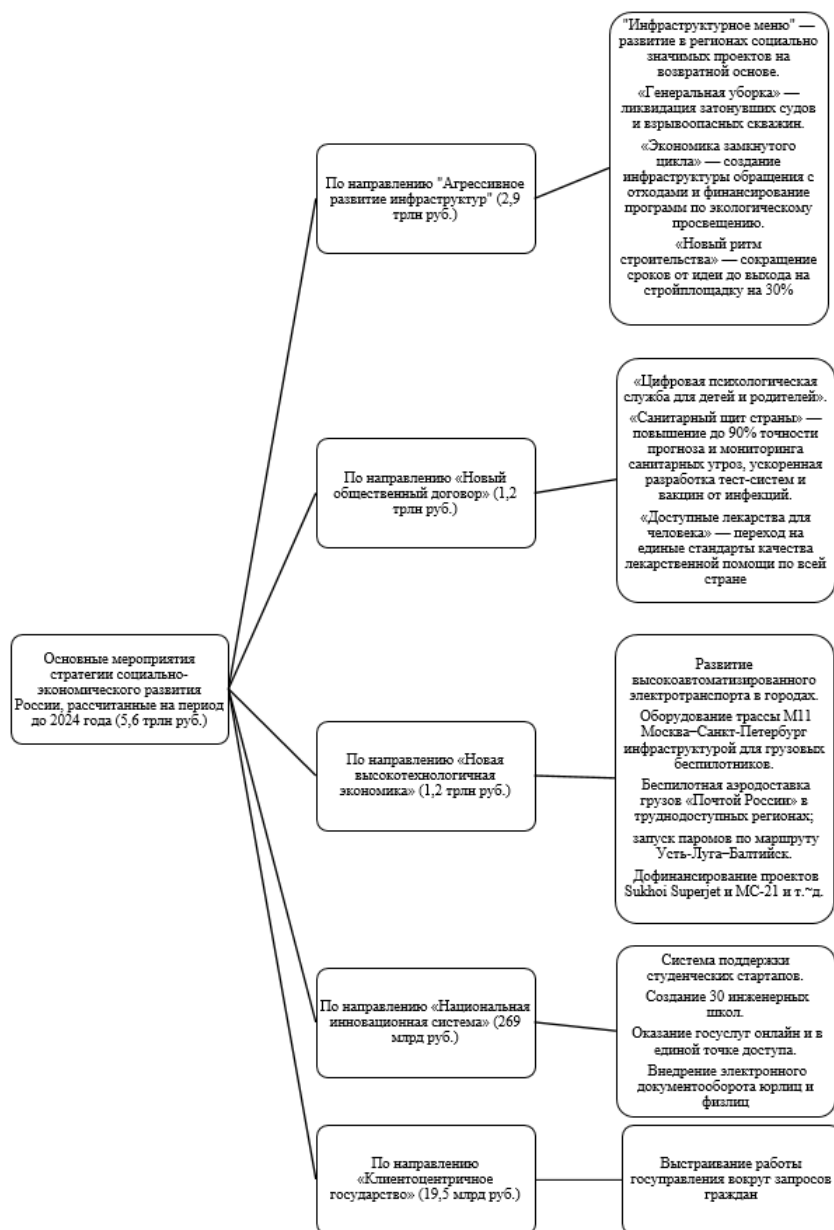 Основные мероприятия
стратегии социально-
экономического развития
России, рассчитанные на период
до 2024 года (5,6 трлн руб.)
По направлению "Агрессивное
развитие инфраструктур" (2,9
трлн руб.)
"Инфраструктурное меню" —
развитие в регионах социально
значимых проектов на
возвратной основе.
«Генеральная уборка» —
ликвидация затонувших судов
и взрывоопасных скважин.
«Экономика замкнутого
цикла» — создание
инфраструктуры обращения с
отходами и финансирование
программ по экологическому
просвещению.
«Новый ритм
строительства» — сокращение
сроков от идеи до выхода на
стройплощадку на 30%
По направлению «Новый
общественный договор» (1,2
трлн руб.)
«Цифровая психологическая
служба для детей и родителей».
«Санитарный щит страны» —
повышение до 90% точности
прогноза и мониторинга
санитарных угроз, ускоренная
разработка тест-систем и
вакцин от инфекций.
«Доступные лекарства для
человека» — переход на
единые стандарты качества
лекарственной помощи по всей
стране
По направлению «Новая
высокотехнологичная
экономика» (1,2 трлн руб.)
Развитие
высокоавтоматизированного
электротранспорта в городах.
Оборудование трассы М11
Москва–Санкт-Петербург
инфраструктурой для грузовых
беспилотников.
Беспилотная аэродоставка
грузов «Почтой России» в
труднодоступных регионах;
запуск паромов по маршруту
Усть-Луга–Балтийск.
Дофинансирование проектов
Sukhoi Superjet и МС-21 и т.~д.
По направлению «Национальная
инновационная система» (269
млрд руб.)
Система поддержки
студенческих стартапов.
Создание 30 инженерных
школ.
Оказание госуслуг онлайн и в
единой точке доступа.
Внедрение электронного
документооборота юрлиц и
физлиц
По направлению
«Клиентоцентричное
государство» (19,5 млрд руб.)
Выстраивание работы
госуправления вокруг запросов
граждан